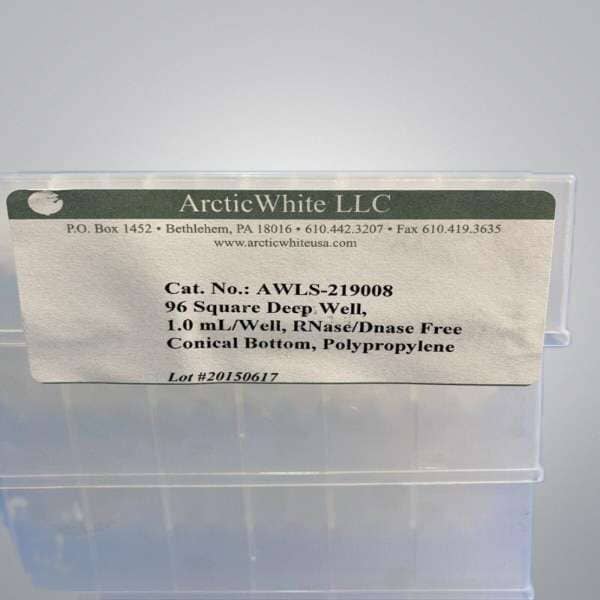 ArcticWhite LLC
P.O. Box 1452 • Bethlehem, PA 18016 • 610.442.3207 • Fax 610.419.3635
www.arcticwhiteusa.com
Cat. No.: AWLS-219008
96 Square Deep Well,
1.0 mL/Well, RNase/Dnase Free
Conical Bottom, Polypropylene
Lot #20150617